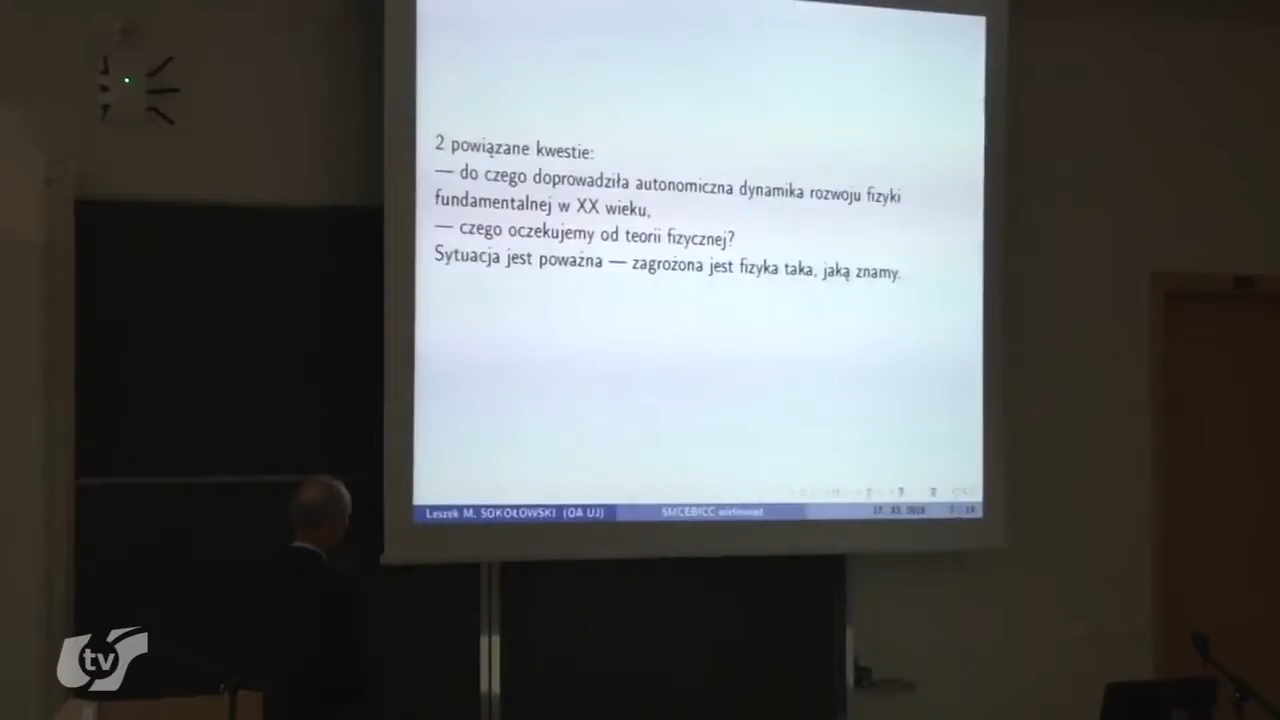 2 powiązane kwestie:
— do czego doprowadziła autonomiczna dynamika rozwoju fizyki
fundamentalnej w XX wieku,
— czego oczekujemy od teorii fizycznej?
Sytuacja jest poważna — zagrożona jest fizyka taka, jaką znamy.
Leszek M. SOKOŁOWSKI (OA UJ)
tv